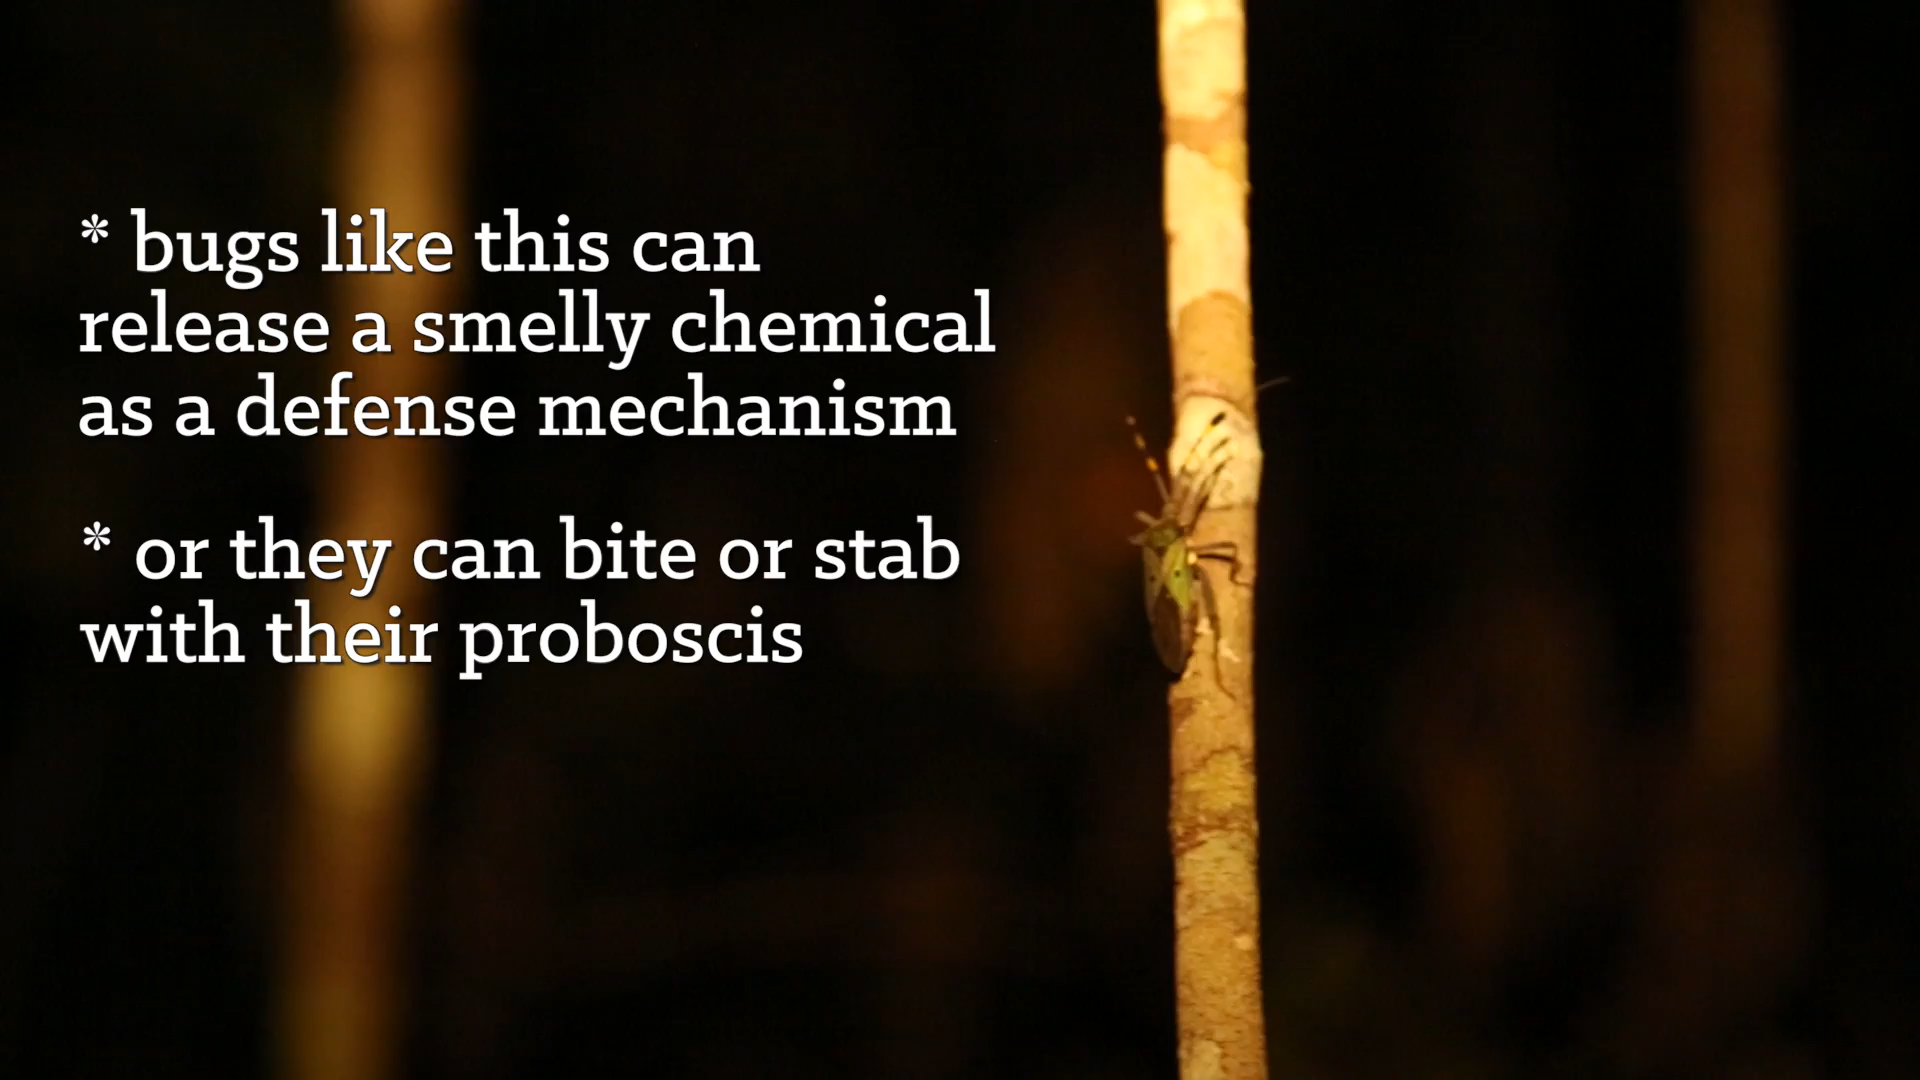 * bugs like this can
release a smelly chemical
as a defense mechanism
* or they can bite or stab
with their proboscis